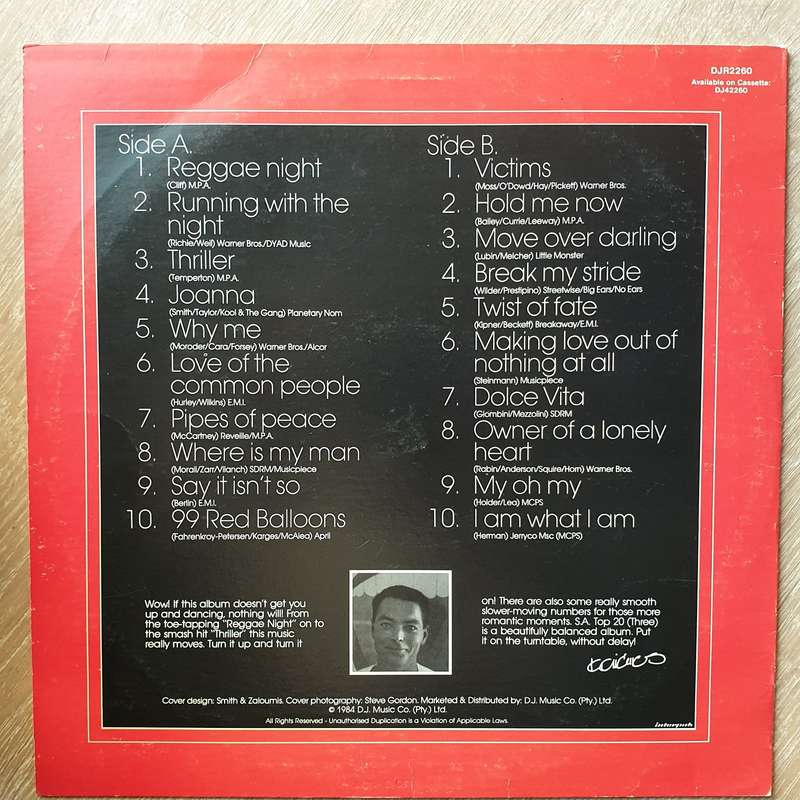 DJR2260
Available on Cassette:
DJ42260
Side A.
1. Reggae night
(Cliff) M.P.A.
2. Running with the
night
(Richie/Weil) Warner Bros./DYAD Music
3. Thriller
(Temperton) M.P.A.
4. Joanna
(Smith/Taylor/Kool & The Gang) Planetary Nom
5. Why me
(Moroder/Cara/Forsey) Warner Bros./Alcor
6. Love of the
common people
(Hurley/Wilkins) E.M.I.
7. Pipes of peace
(McCartney) Reveille/M.P.A.
8. Where is my man
(Morali/Zarr/Vilanch) SDRM/Musicpiece
9. Say it isn't so
(Berlin) E.M.I.
10. 99 Red Balloons
(Fahrenkroy-Petersen/Karges/McAlea) April
Side B.
1. Victims
(Moss/O'Dowd/Hay/Pickett) Warner Bros.
2. Hold me now
(Bailey/Currie/Leeway) M.P.A.
3. Move over darling
(Lubin/Melcher) Little Monster
4. Break my stride
(Wilder/Prestipino) Streetwise/Big Ears/No Ears
5. Twist of fate
(Kipner/Beckett) Breakaway/E.M.I.
6. Making love out of
nothing at all
(Steinmann) Musicpiece
7. Dolce Vita
(Giombini/Mezzolini) SDRM
8. Owner of a lonely
heart
(Rabin/Anderson/Squire/Horn) Warner Bros.
9. My oh my
(Holder/Lea) MCPS
10. I am what I am
(Herman) Jerryco Msc (MCPS)
Wow! If this album doesn't get you
up and dancing, nothing will! From
the toe-tapping "Reggae Night" on to
the smash hit "Thriller" this music
really moves. Turn it up and turn it
on! There are also some really smooth
slower-moving numbers for those more
romantic moments. S.A. Top 20 (Three)
is a beautifully balanced album. Put
it on the turntable, without delay!
Cover design: Smith & Zaloumis. Cover photography: Steve Gordon. Marketed & Distributed by: D.J. Music Co. (Pty.) Ltd.
© 1984 D.J. Music Co. (Pty.) Ltd.
All Rights Reserved - Unauthorised Duplication is a Violation of Applicable Laws.
interpak